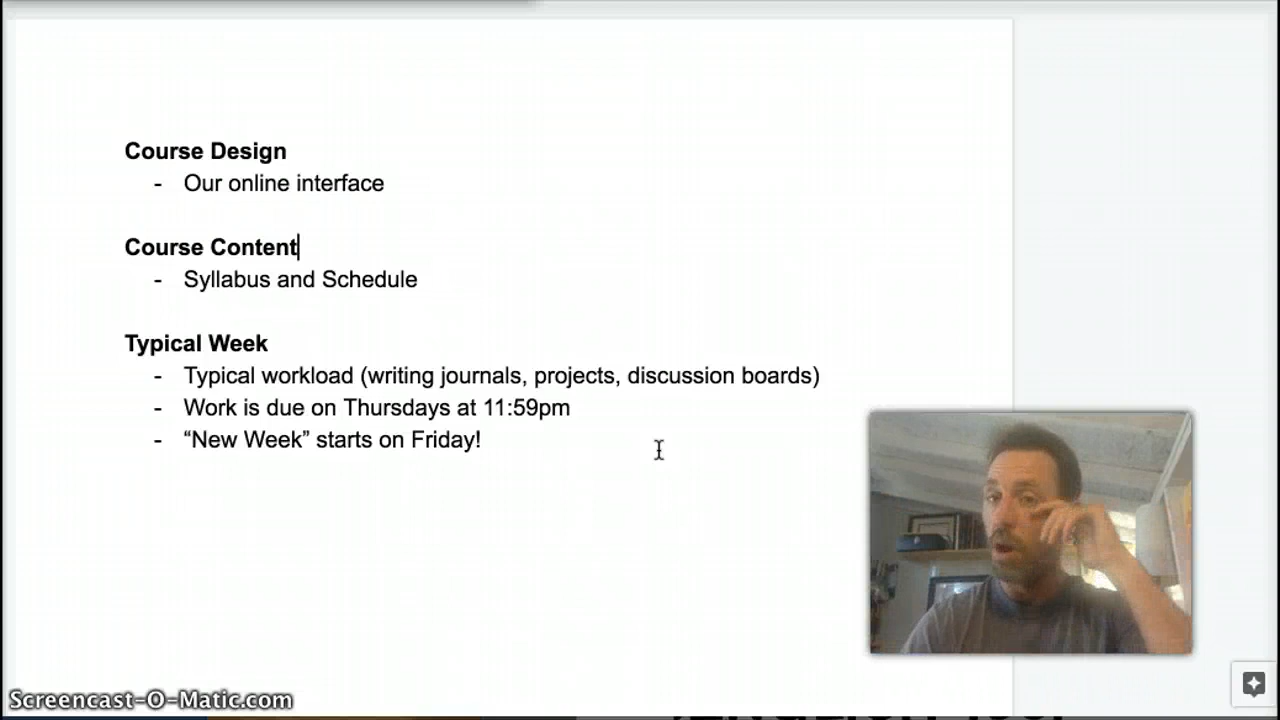 Course Design
- Our online interface
Course Content
- Syllabus and Schedule
Typical Week
- Typical workload (writing journals, projects, discussion boards)
- Work is due on Thursdays at 11:59pm
- “New Week” starts on Friday!
Screencast-O-Matic.com